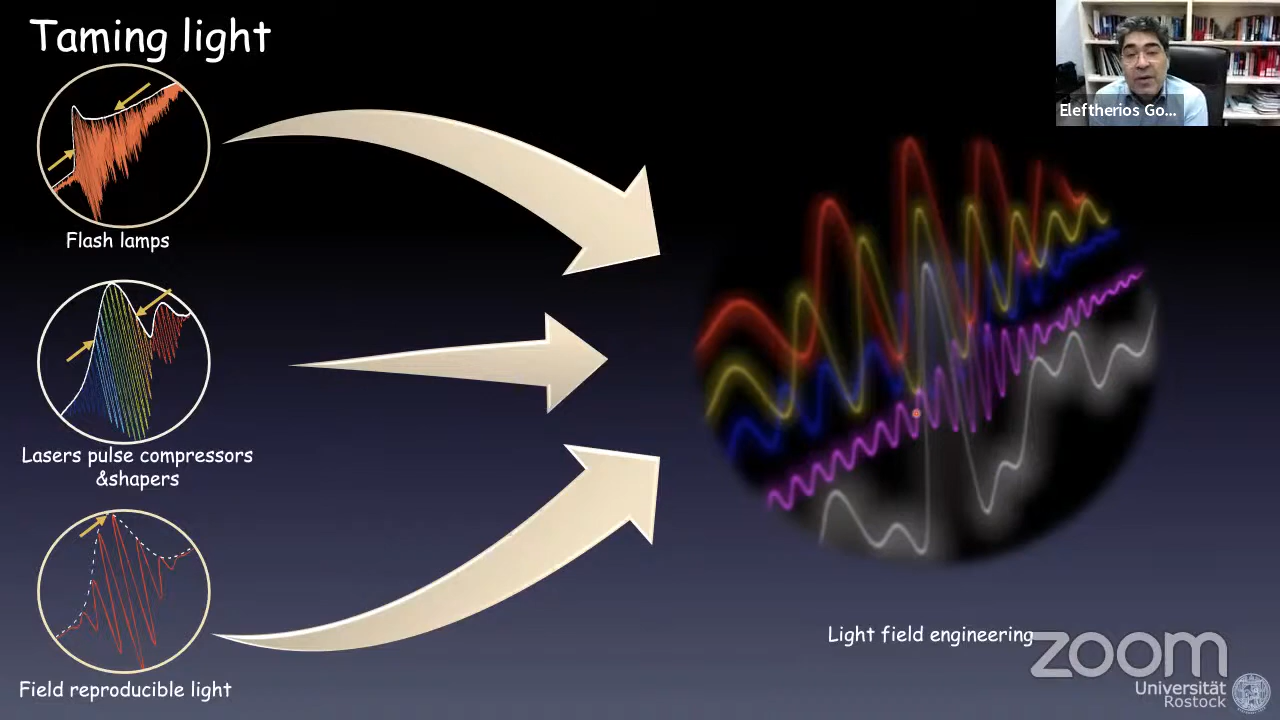 Taming light
Eleftherios Go...
Flash lamps
Lasers pulse compressors
&shapers
Field reproducible light
Light field engineering
zoom
Universität
Rostock